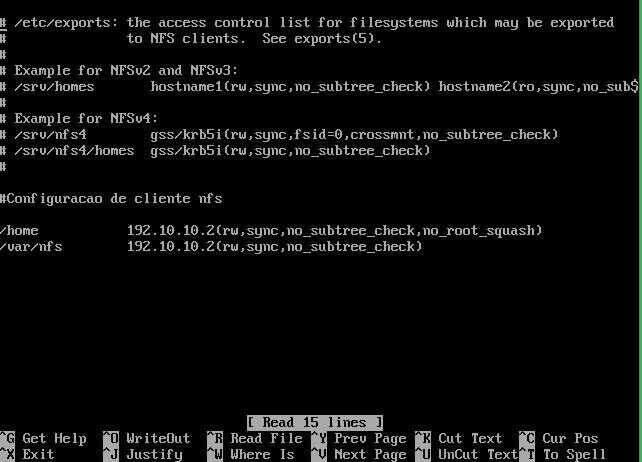 # /etc/exports: the access control list for filesystems which may be exported
#               to NFS clients.  See exports(5).
#
# Example for NFSv2 and NFSv3:
# /srv/homes       hostname1(rw,sync,no_subtree_check) hostname2(ro,sync,no_sub$
#
# Example for NFSv4:
# /srv/nfs4        gss/krb5i(rw,sync,fsid=0,crossmnt,no_subtree_check)
# /srv/nfs4/homes  gss/krb5i(rw,sync,no_subtree_check)
#
#Configuracao de cliente nfs
/home           192.10.10.2(rw,sync,no_subtree_check,no_root_squash)
/var/nfs        192.10.10.2(rw,sync,no_subtree_check)
[ Read 15 lines ]
^G Get Help  ^O WriteOut  ^R Read File ^Y Prev Page ^K Cut Text  ^C Cur Pos
^X Exit      ^J Justify   ^W Where Is  ^V Next Page ^U UnCut Text^T To Spell